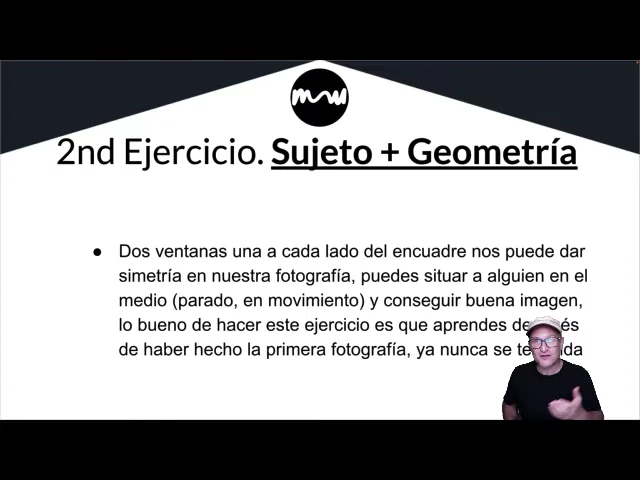 2nd Ejercicio. Sujeto + Geometría
● Dos ventanas una a cada lado del encuadre nos puede dar
simetría en nuestra fotografía, puedes situar a alguien en el
medio (parado, en movimiento) y conseguir buena imagen,
lo bueno de hacer este ejercicio es que aprendes
de haber hecho la primera fotografía, ya nunca se te